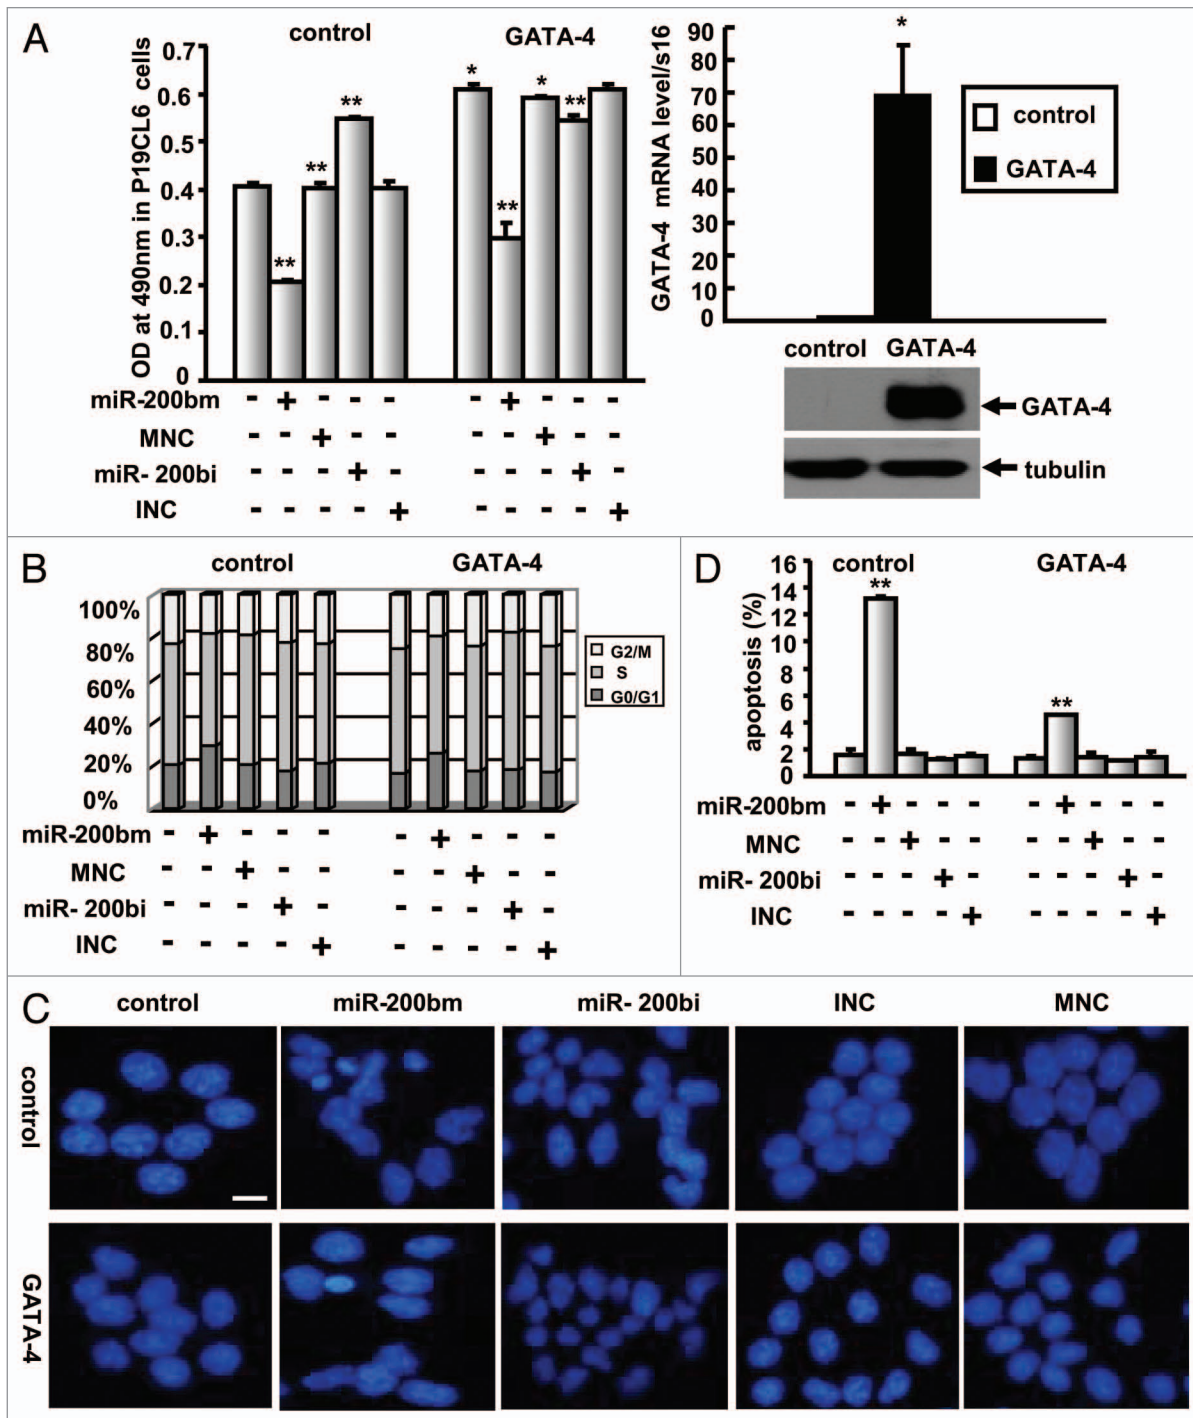 A
control
GATA-4
OD at 490nm in P19CL6 cells
0.7
0.6
0.5
0.4
0.3
0.2
0.1
0
**
**
**
*
**
*
**
miR-200bm - + - - - - + - - -
MNC - - + - - - - + - -
miR- 200bi - - - + - - - - + -
INC - - - - + - - - - +
GATA-4 mRNA level/s16
90
80
70
60
50
40
30
20
10
0
*
control
GATA-4
control GATA-4
GATA-4
tubulin
B
control
GATA-4
100%
80%
60%
40%
20%
0%
G2/M
S
G0/G1
miR-200bm - + - - - - + - - -
MNC - - + - - - - + - -
miR- 200bi - - - + - - - - + -
INC - - - - + - - - - +
D
control
GATA-4
apoptosis (%)
16
14
12
10
8
6
4
2
0
**
**
miR-200bm - + - - - - + - - -
MNC - - + - - - - + - -
miR- 200bi - - - + - - - - + -
INC - - - - + - - - - +
C
control miR-200bm miR- 200bi INC MNC
control
GATA-4